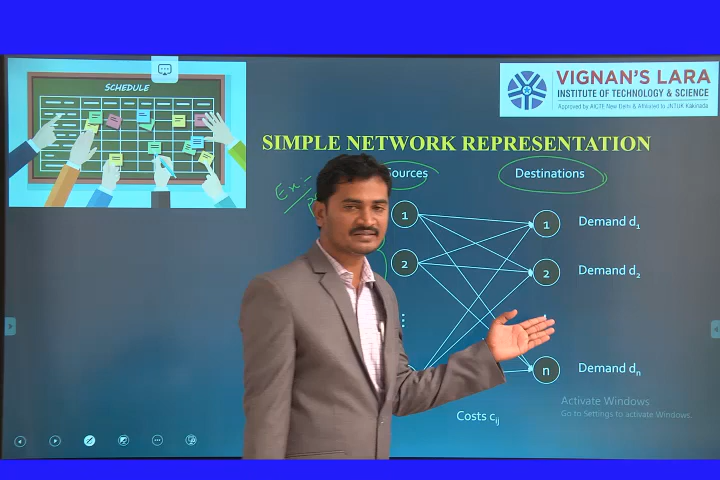 SCHEDULE
VIGNAN'S LARA
INSTITUTE OF TECHNOLOGY & SCIENCE
Approved by AICTE New Delhi & Affiliated to JNTUK Kakinada
SIMPLE NETWORK REPRESENTATION
Destinations
Ex:-
1
1
Demand d₁
2
2
Demand d₂
n
Demand dₙ
Costs cᵢⱼ
Activate Windows
Go to Settings to activate Windows.